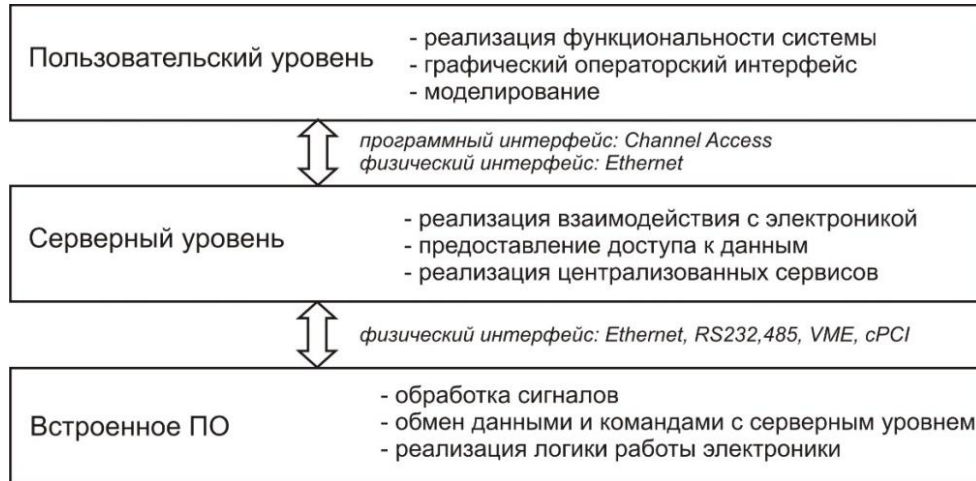 Пользовательский уровень
- реализация функциональности системы
- графический операторский интерфейс
- моделирование
программный интерфейс: Channel Access
физический интерфейс: Ethernet
Серверный уровень
- реализация взаимодействия с электроникой
- предоставление доступа к данным
- реализация централизованных сервисов
физический интерфейс: Ethernet, RS232,485, VME, cPCI
Встроенное ПО
- обработка сигналов
- обмен данными и командами с серверным уровнем
- реализация логики работы электроники